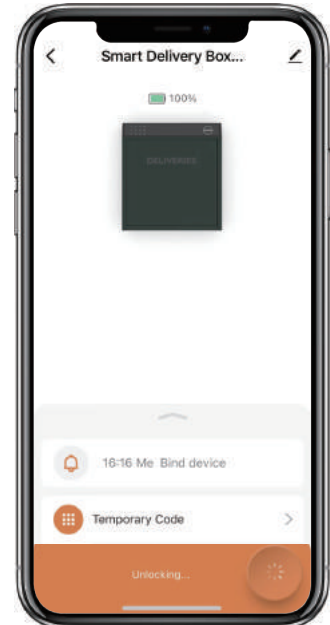 Smart Delivery Box...
100%
DELIVERIES
16:16 Me Bind device
Temporary Code
Unlocking...